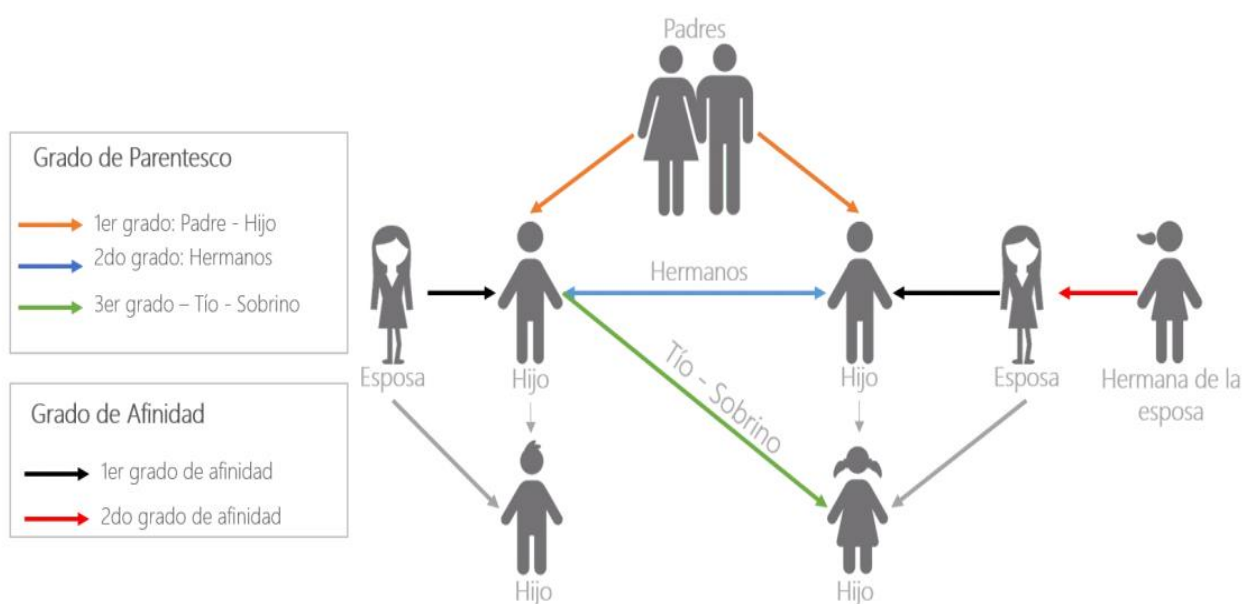 Padres
Grado de Parentesco
1er grado: Padre - Hijo
2do grado: Hermanos
3er grado – Tío - Sobrino
Hermanos
Tío - Sobrino
Esposa
Hijo
Hijo
Esposa
Hermana de la
esposa
Grado de Afinidad
1er grado de afinidad
2do grado de afinidad
Hijo
Hijo